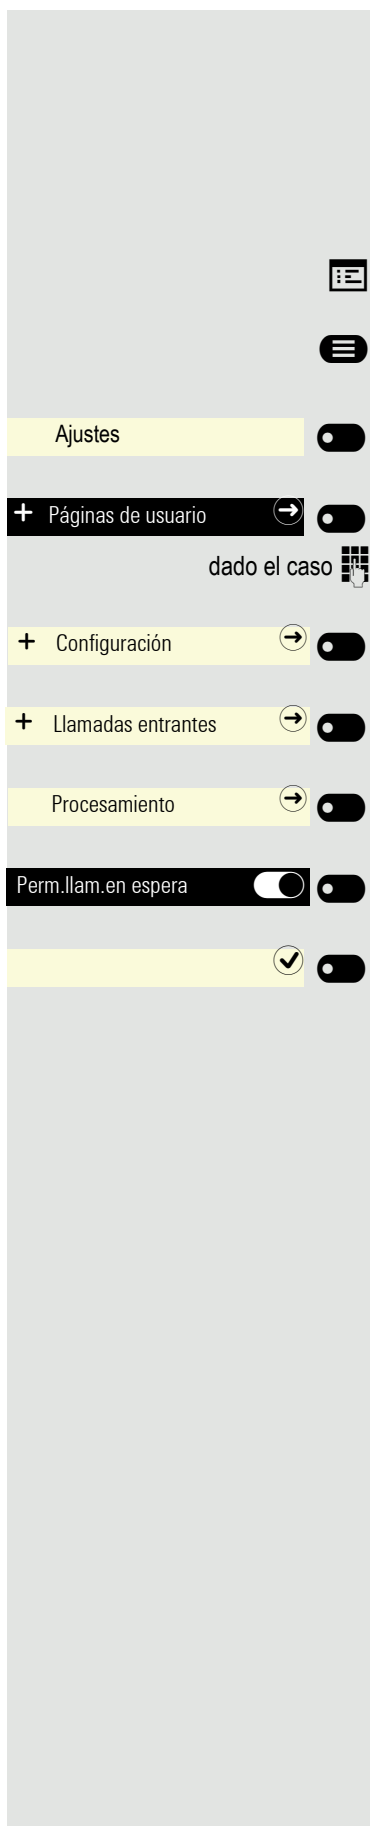 Ajustes
+ Páginas de usuario
dado el caso
+ Configuración
+ Llamadas entrantes
Procesamiento
Perm.llam.en espera